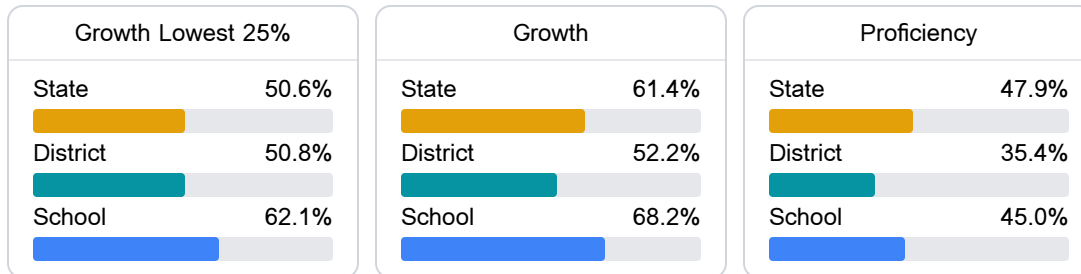 Growth Lowest 25%
State 50.6%
District 50.8%
School 62.1%
Growth
State 61.4%
District 52.2%
School 68.2%
Proficiency
State 47.9%
District 35.4%
School 45.0%